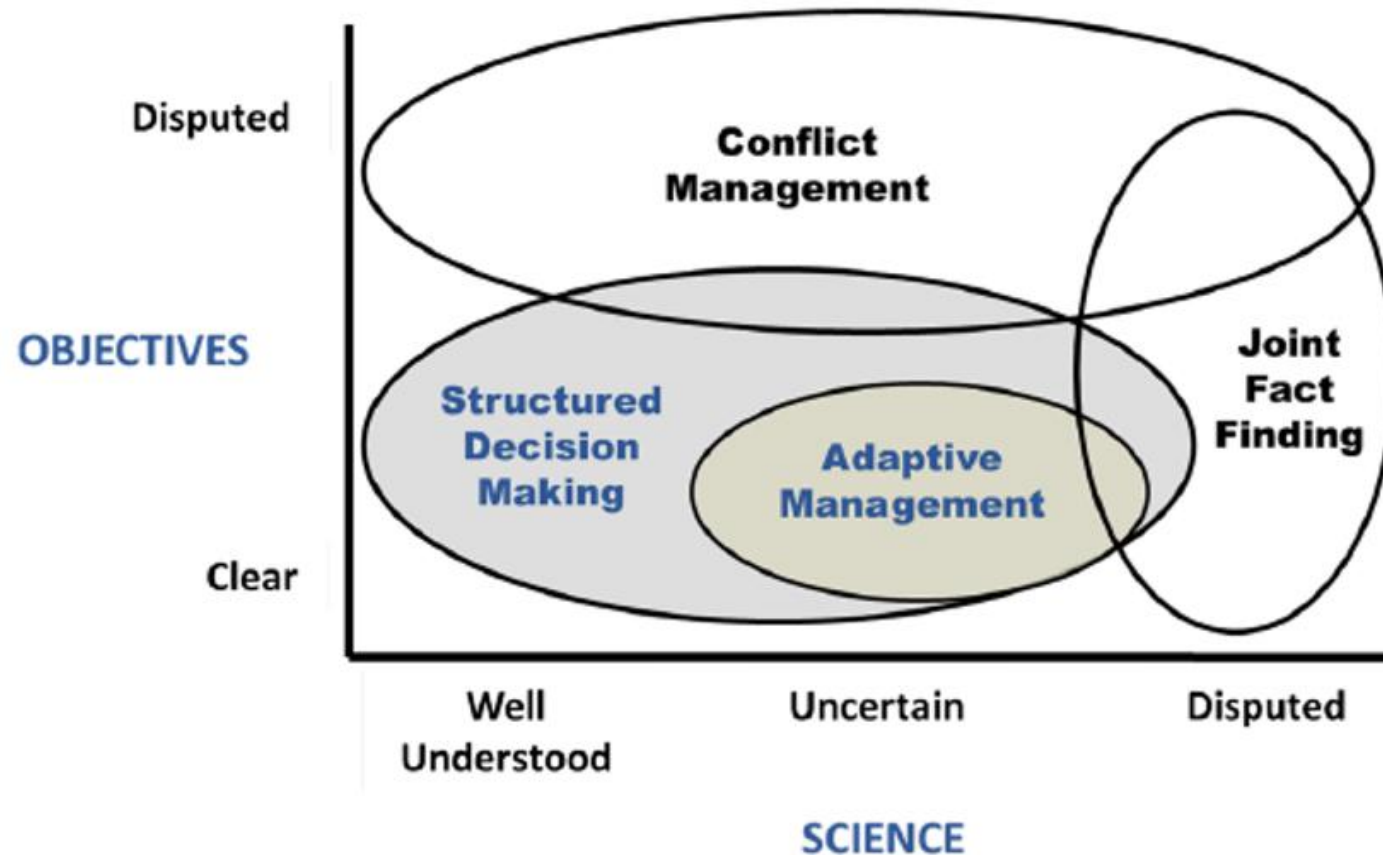 Disputed
Conflict
Management
OBJECTIVES
Structured
Decision
Making
Adaptive
Management
Joint
Fact
Finding
Clear
Well
Understood
Uncertain
Disputed
SCIENCE